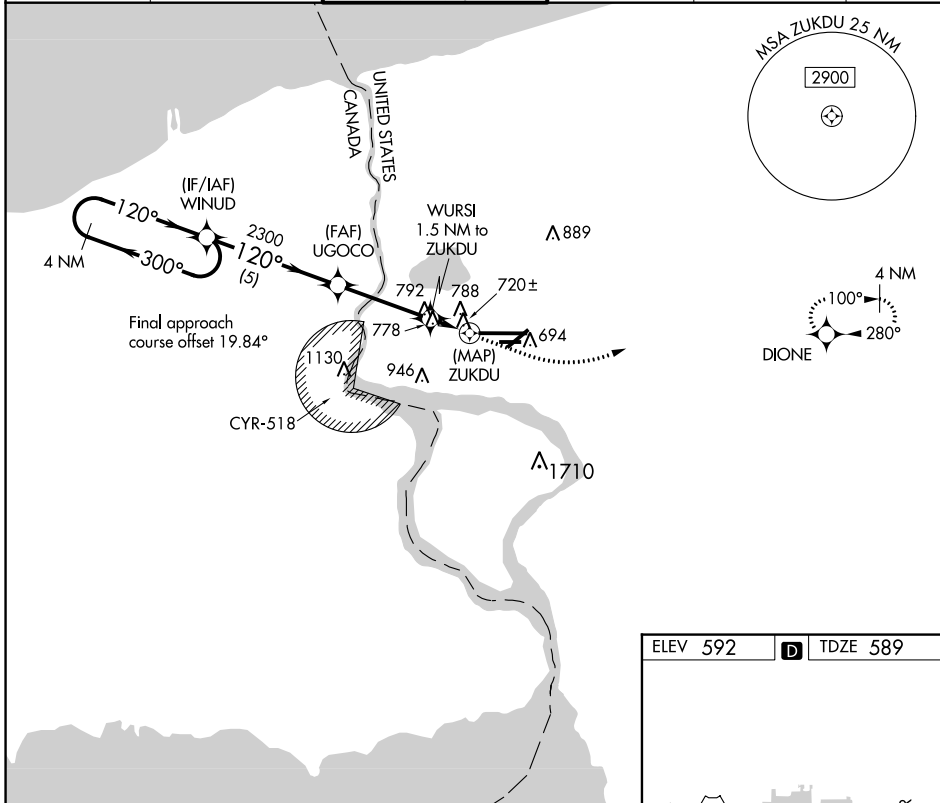 MSA ZUKDU 25 NM
2900
UNITED STATES
CANADA
(IF/IAF)
WINUD
120°
300°
4 NM
2300
120°
(5)
(FAF)
UGOCO
WURSI
1.5 NM to
ZUKDU
889
792
788
720±
778
694
(MAP)
ZUKDU
4 NM
100°
280°
DIONE
Final approach
course offset 19.84°
1130
946
CYR-518
1710
ELEV 592
D
TDZE 589